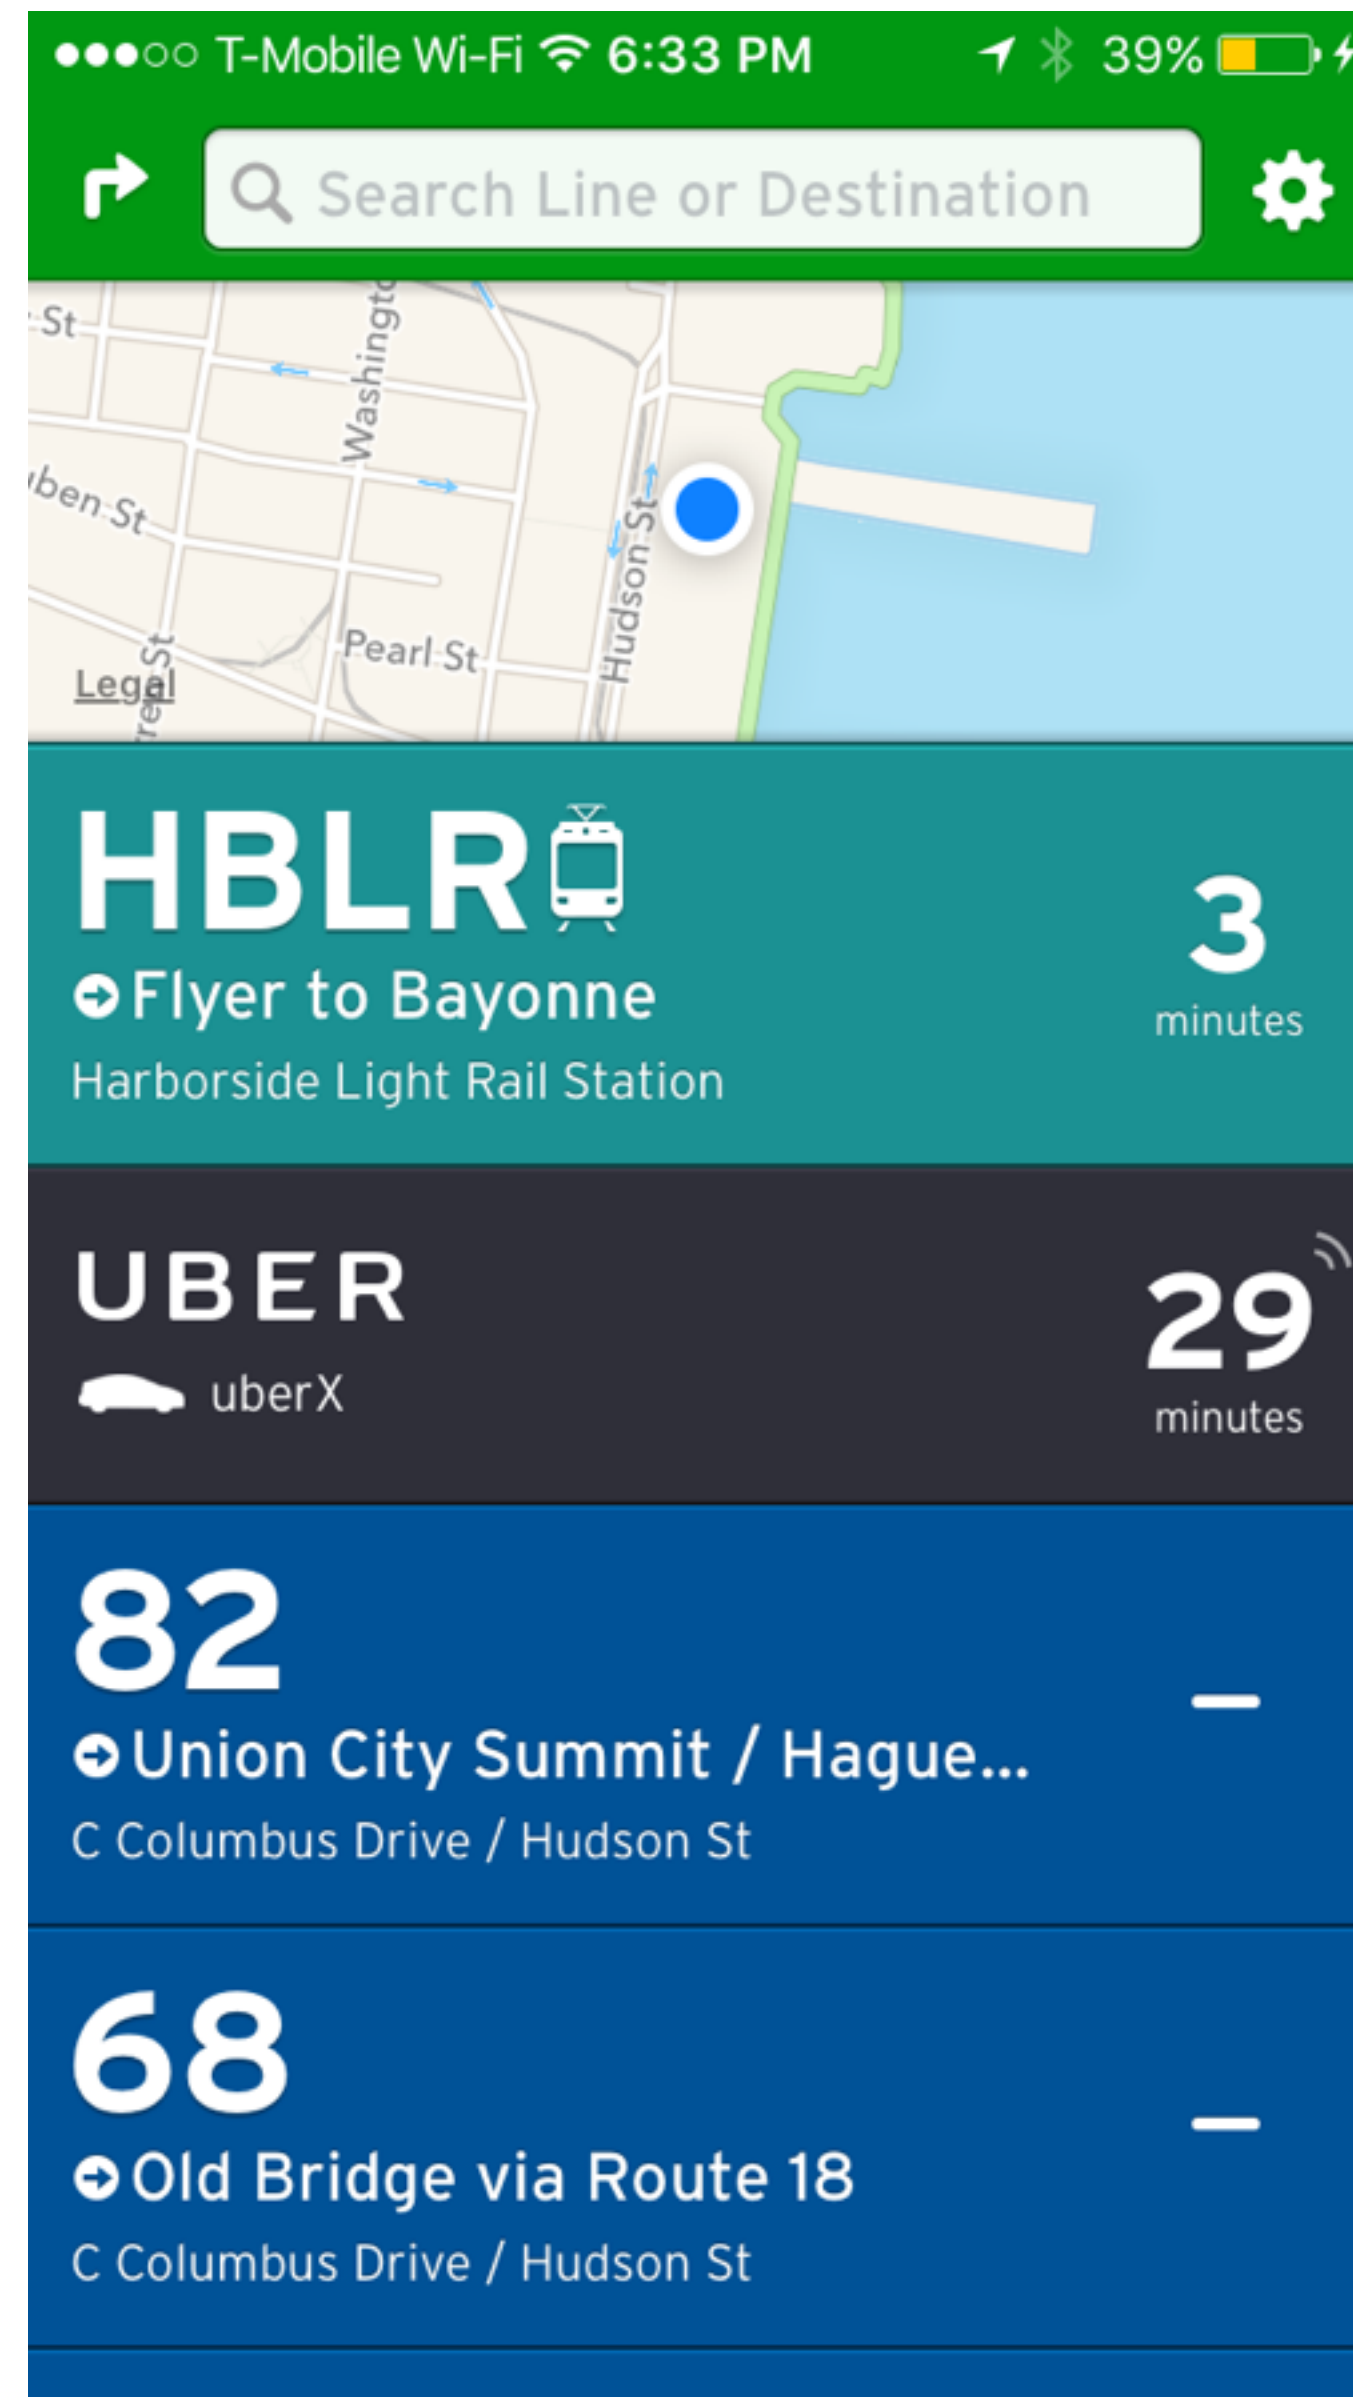 T-Mobile Wi-Fi 6:33 PM 39%
Search Line or Destination
St
Washingto
ben St
Hudson St
Pearl St
Legal
St
HBLR
Flyer to Bayonne
Harborside Light Rail Station
3
minutes
UBER
uberX
29
minutes
82
Union City Summit / Hague...
C Columbus Drive / Hudson St
–
68
Old Bridge via Route 18
C Columbus Drive / Hudson St
–